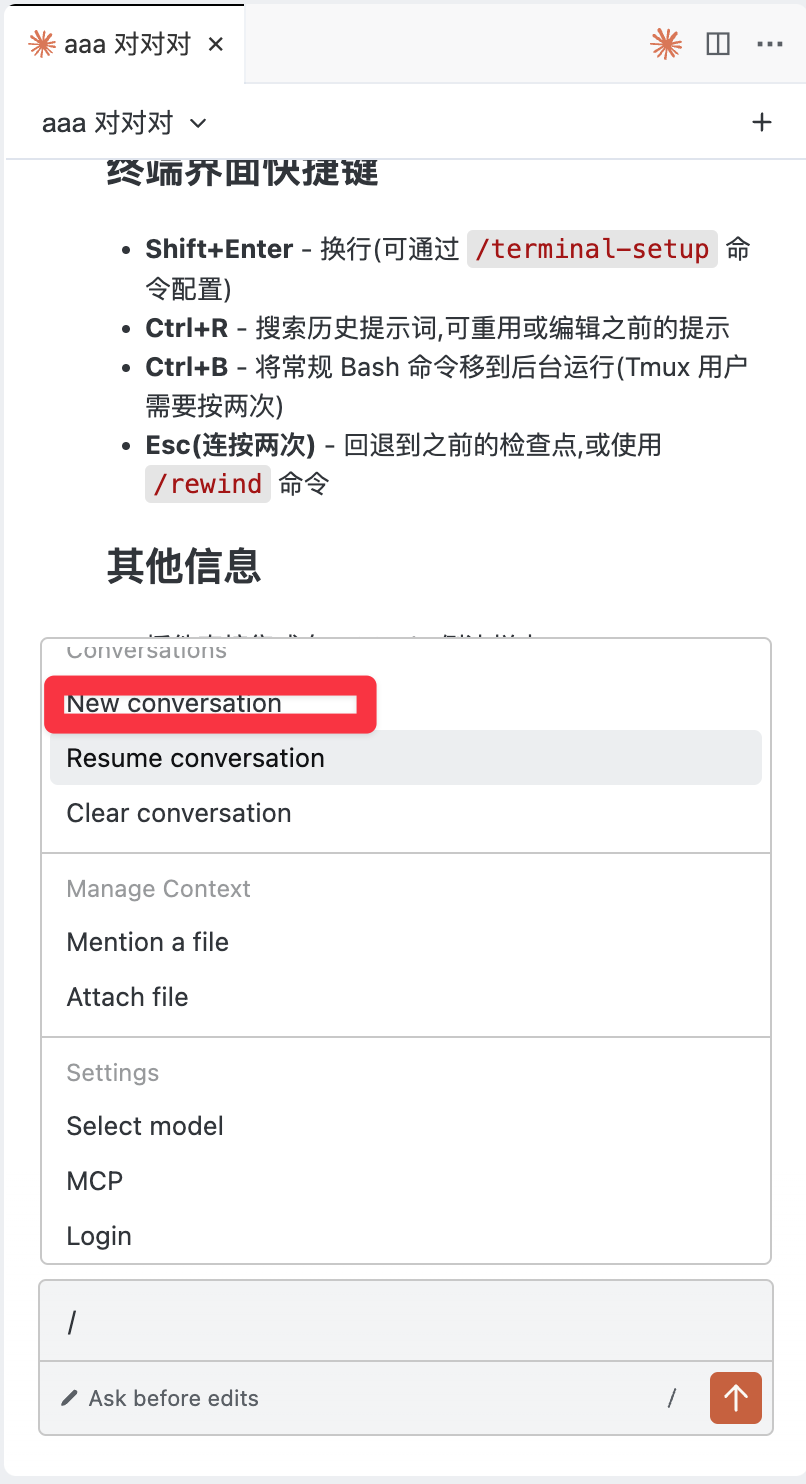 aaa 对对对
aaa 对对对
终端界面快捷键
Shift+Enter - 换行(可通过 /terminal-setup 命
令配置)
Ctrl+R - 搜索历史提示词,可重用或编辑之前的提示
Ctrl+B - 将常规 Bash 命令移到后台运行(Tmux 用户
需要按两次)
Esc(连按两次) - 回退到之前的检查点,或使用
/rewind 命令
其他信息
Conversations
New conversation
Resume conversation
Clear conversation
Manage Context
Mention a file
Attach file
Settings
Select model
MCP
Login
/
Ask before edits
/